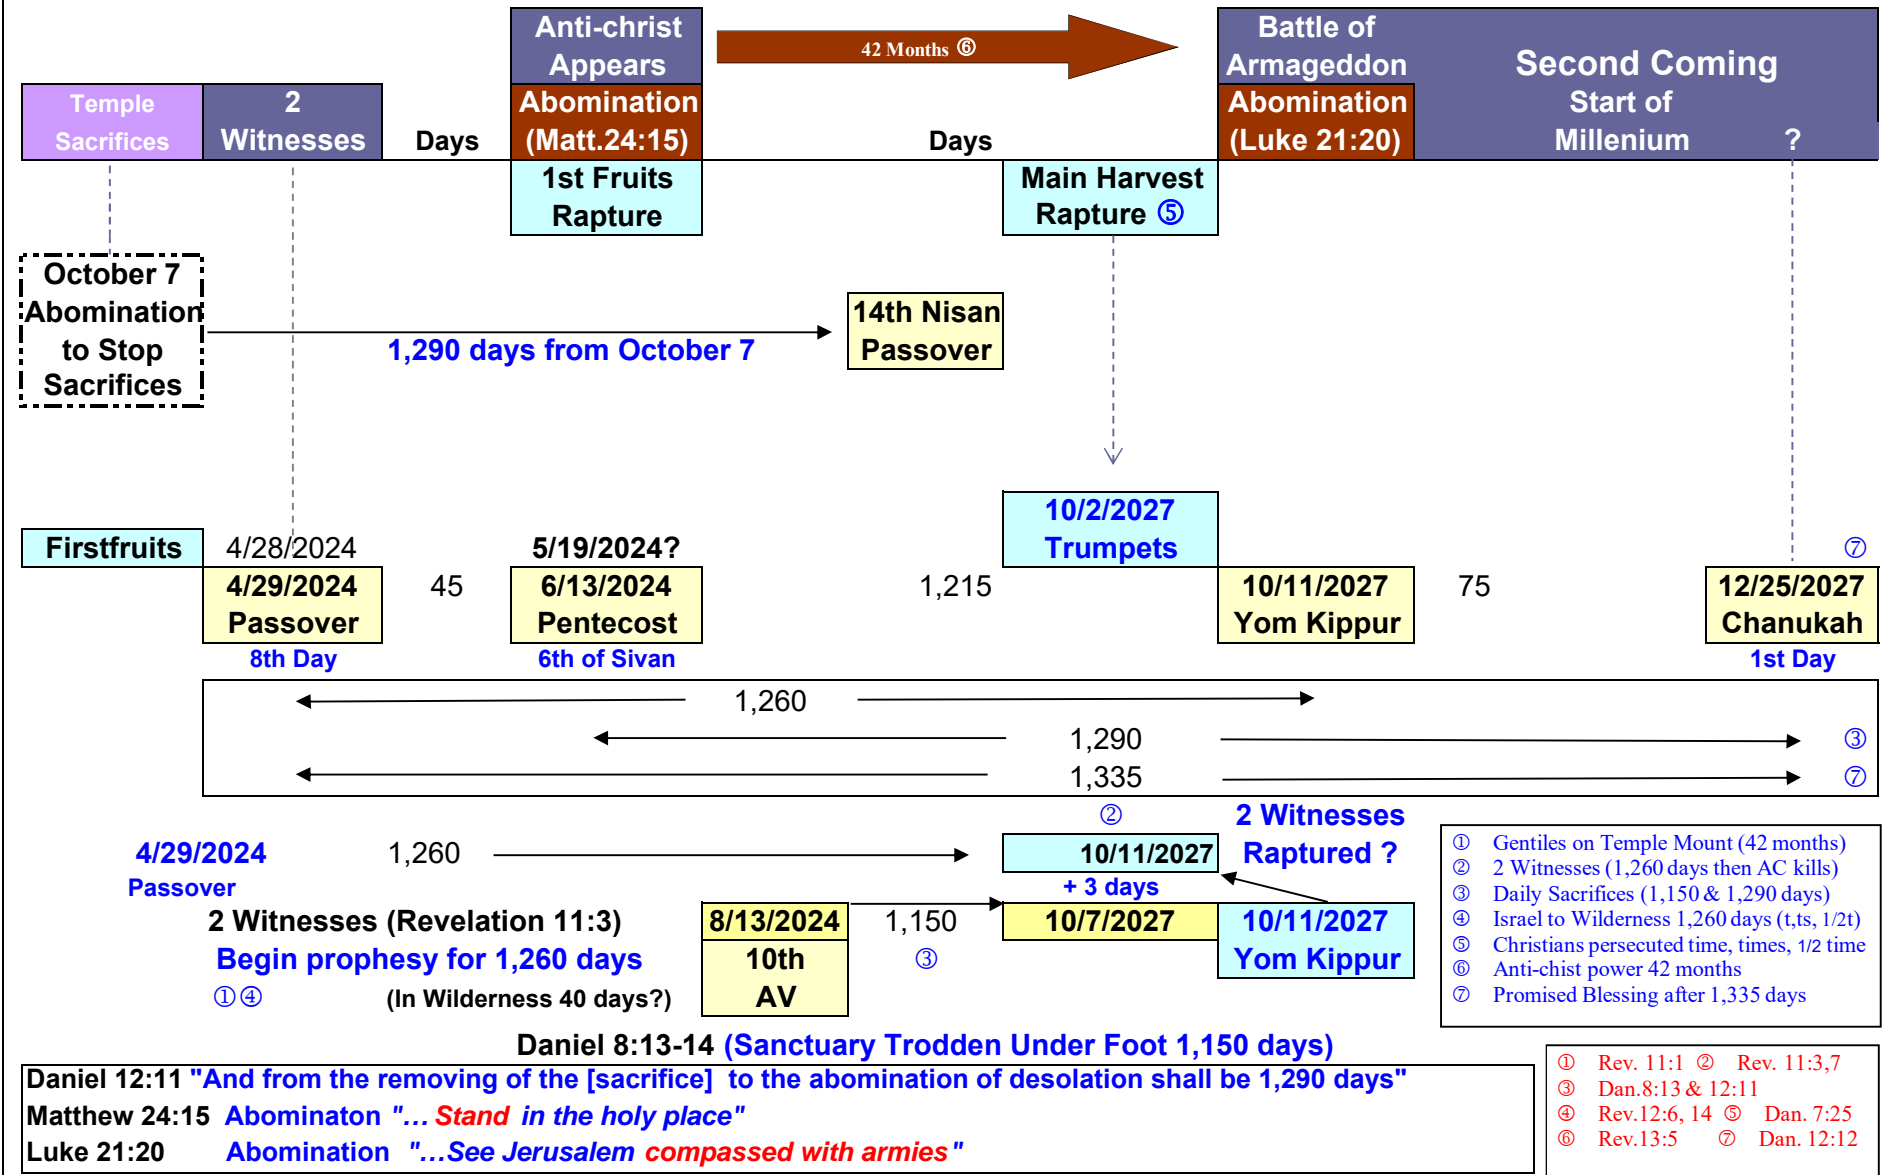 Anti-christ
Appears
42 Months ⑥
Battle of
Armageddon
Second Coming
Start of
Millenium ?
Temple
Sacrifices
2
Witnesses
Days
Abomination
(Matt.24:15)
Days
Abomination
(Luke 21:20)
1st Fruits
Rapture
Main Harvest
Rapture ⑤
October 7
Abomination
to Stop
Sacrifices
1,290 days from October 7
14th Nisan
Passover
10/2/2027
Trumpets
Firstfruits
4/28/2024
5/19/2024?
⑦
4/29/2024
Passover
45
6/13/2024
Pentecost
1,215
10/11/2027
Yom Kippur
75
12/25/2027
Chanukah
8th Day
6th of Sivan
1st Day
1,260
1,290
③
1,335
⑦
②
2 Witnesses
Raptured ?
4/29/2024
Passover
1,260
10/11/2027
+ 3 days
2 Witnesses (Revelation 11:3)
Begin prophesy for 1,260 days
①④
(In Wilderness 40 days?)
8/13/2024
10th
AV
1,150
③
10/7/2027
10/11/2027
Yom Kippur
① Gentiles on Temple Mount (42 months)
② 2 Witnesses (1,260 days then AC kills)
③ Daily Sacrifices (1,150 & 1,290 days)
④ Israel to Wilderness 1,260 days (t,ts, 1/2t)
⑤ Christians persecuted time, times, 1/2 time
⑥ Anti-chist power 42 months
⑦ Promised Blessing after 1,335 days
Daniel 8:13-14 (Sanctuary Trodden Under Foot 1,150 days)
Daniel 12:11 "And from the removing of the [sacrifice] to the abomination of desolation shall be 1,290 days"
Matthew 24:15 Abominaton "... Stand in the holy place"
Luke 21:20 Abomination "...See Jerusalem compassed with armies"
① Rev. 11:1 ② Rev. 11:3,7
③ Dan.8:13 & 12:11
④ Rev.12:6, 14 ⑤ Dan. 7:25
⑥ Rev.13:5 ⑦ Dan. 12:12